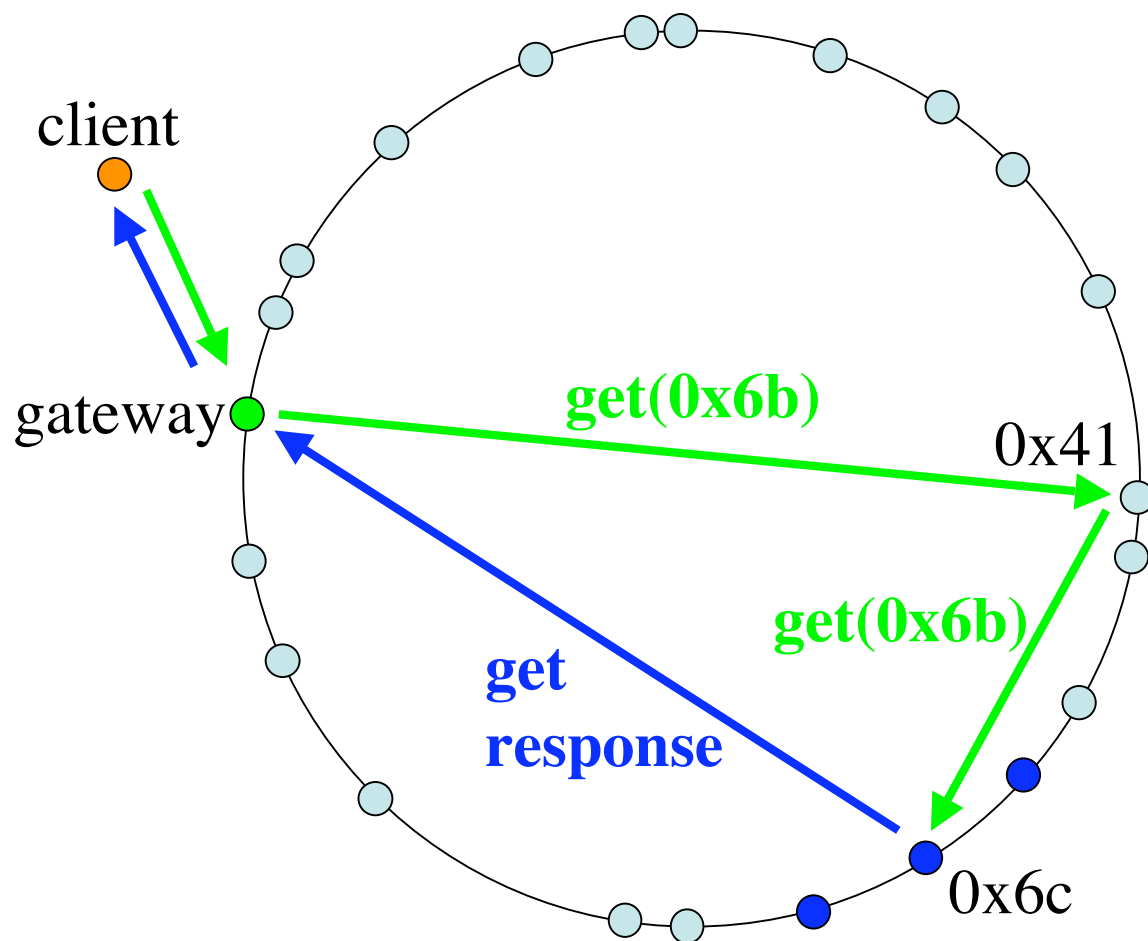 client
get(0x6b)
gateway
0x41
get(0x6b)
get
response
0x6c